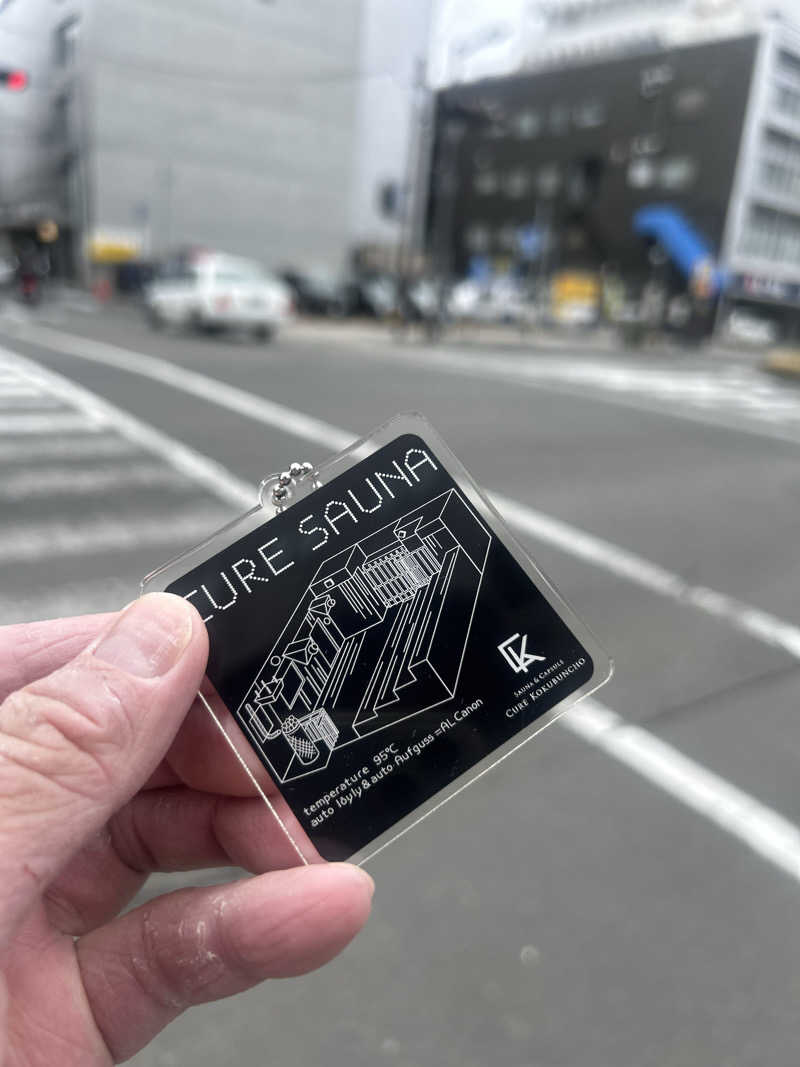 CURE SAUNA
CK
SAUNA & CAPSULE
CURE KOKUBUNCHO
temperature 95℃
auto löyly & auto Aufguss =AL Canon